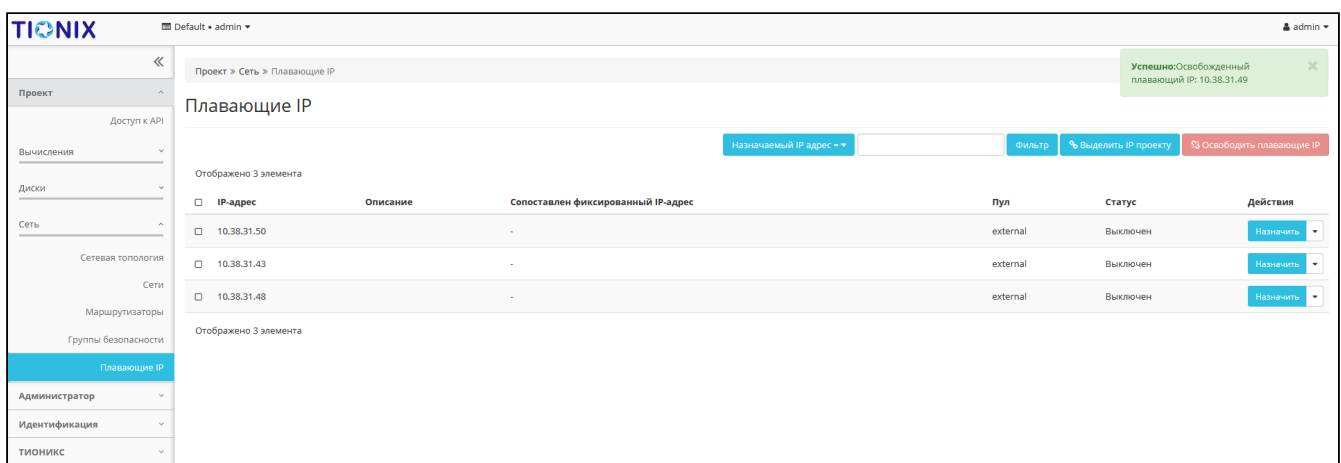 TIONIX
Default • admin
admin
Проект » Сеть » Плавающие IP
Успешно:Освобожденный
плавающий IP: 10.38.31.49
Проект
Доступ к API
Вычисления
Диски
Сеть
Сетевая топология
Сети
Маршрутизаторы
Группы безопасности
Плавающие IP
Администратор
Идентификация
ТИОНИКС
Плавающие IP
Назначаемый IP адрес = Фильтр Выделить IP проекту Освободить плавающие IP
Отображено 3 элемента
IP-адрес Описание Сопоставлен фиксированный IP-адрес Пул Статус Действия
10.38.31.50 - external Выключен Назначить
10.38.31.43 - external Выключен Назначить
10.38.31.48 - external Выключен Назначить
Отображено 3 элемента